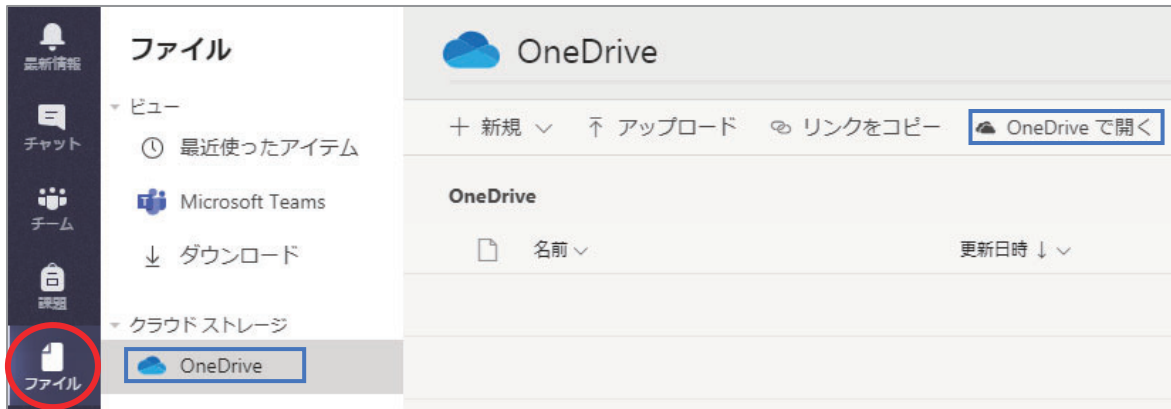 最新情報
チャット
チーム
課題
ファイル
ファイル
ビュー
最近使ったアイテム
Microsoft Teams
ダウンロード
クラウド ストレージ
OneDrive
OneDrive
新規 アップロード リンクをコピー OneDrive で開く
OneDrive
名前 更新日時 ↓